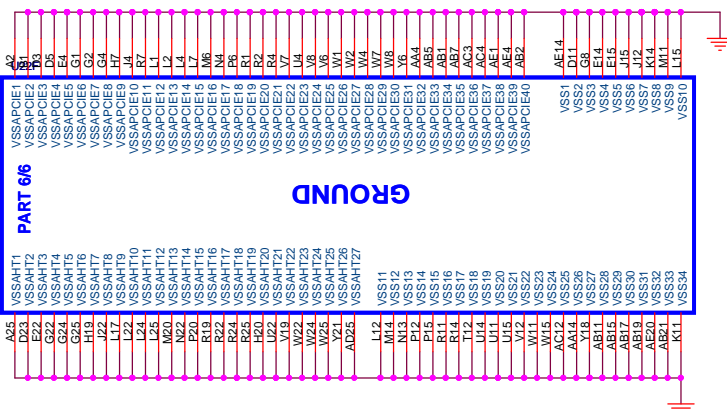 A2
D3
D5
E4
G1
G2
G4
H7
J4
R7
L1
L2
L4
L7
M6
N4
P6
R1
R2
R4
V7
U4
V8
V6
W1
W2
W4
W7
W8
Y6
AA4
AB5
AB1
AB7
AC3
AC4
AE1
AE4
AB2
AE14
D11
G8
E14
E15
J15
J12
K14
M11
L15
VSSAPCIE1
VSSAPCIE2
VSSAPCIE3
VSSAPCIE4
VSSAPCIE5
VSSAPCIE6
VSSAPCIE7
VSSAPCIE8
VSSAPCIE9
VSSAPCIE10
VSSAPCIE11
VSSAPCIE12
VSSAPCIE13
VSSAPCIE14
VSSAPCIE15
VSSAPCIE16
VSSAPCIE17
VSSAPCIE18
VSSAPCIE19
VSSAPCIE20
VSSAPCIE21
VSSAPCIE22
VSSAPCIE23
VSSAPCIE24
VSSAPCIE25
VSSAPCIE26
VSSAPCIE27
VSSAPCIE28
VSSAPCIE29
VSSAPCIE30
VSSAPCIE31
VSSAPCIE32
VSSAPCIE33
VSSAPCIE34
VSSAPCIE35
VSSAPCIE36
VSSAPCIE37
VSSAPCIE38
VSSAPCIE39
VSSAPCIE40
VSS1
VSS2
VSS3
VSS4
VSS5
VSS6
VSS7
VSS8
VSS9
VSS10
PART 6/6
GROUND
VSSAHT1
VSSAHT2
VSSAHT3
VSSAHT4
VSSAHT5
VSSAHT6
VSSAHT7
VSSAHT8
VSSAHT9
VSSAHT10
VSSAHT11
VSSAHT12
VSSAHT13
VSSAHT14
VSSAHT15
VSSAHT16
VSSAHT17
VSSAHT18
VSSAHT19
VSSAHT20
VSSAHT21
VSSAHT22
VSSAHT23
VSSAHT24
VSSAHT25
VSSAHT26
VSSAHT27
VSS11
VSS12
VSS13
VSS14
VSS15
VSS16
VSS17
VSS18
VSS19
VSS20
VSS21
VSS22
VSS23
VSS24
VSS25
VSS26
VSS27
VSS28
VSS29
VSS30
VSS31
VSS32
VSS33
VSS34
A25
D23
E22
G22
G24
G25
H19
J22
L17
L22
L24
L25
M20
N22
P20
R19
R22
R24
R25
H20
U22
V19
W22
W24
W25
Y21
AD25
L12
M14
N13
P12
P15
R11
R14
T12
U14
U11
U15
V12
W11
W15
AC12
AA14
Y18
AB11
AB15
AB17
AB19
AE20
AB21
K11